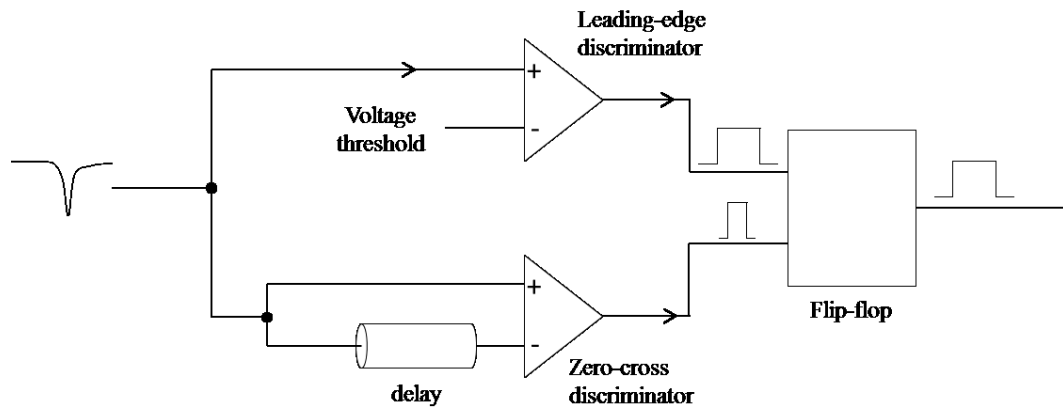 Leading-edge
discriminator
+
Voltage
threshold
-
+
-
Flip-flop
delay
Zero-cross
discriminator